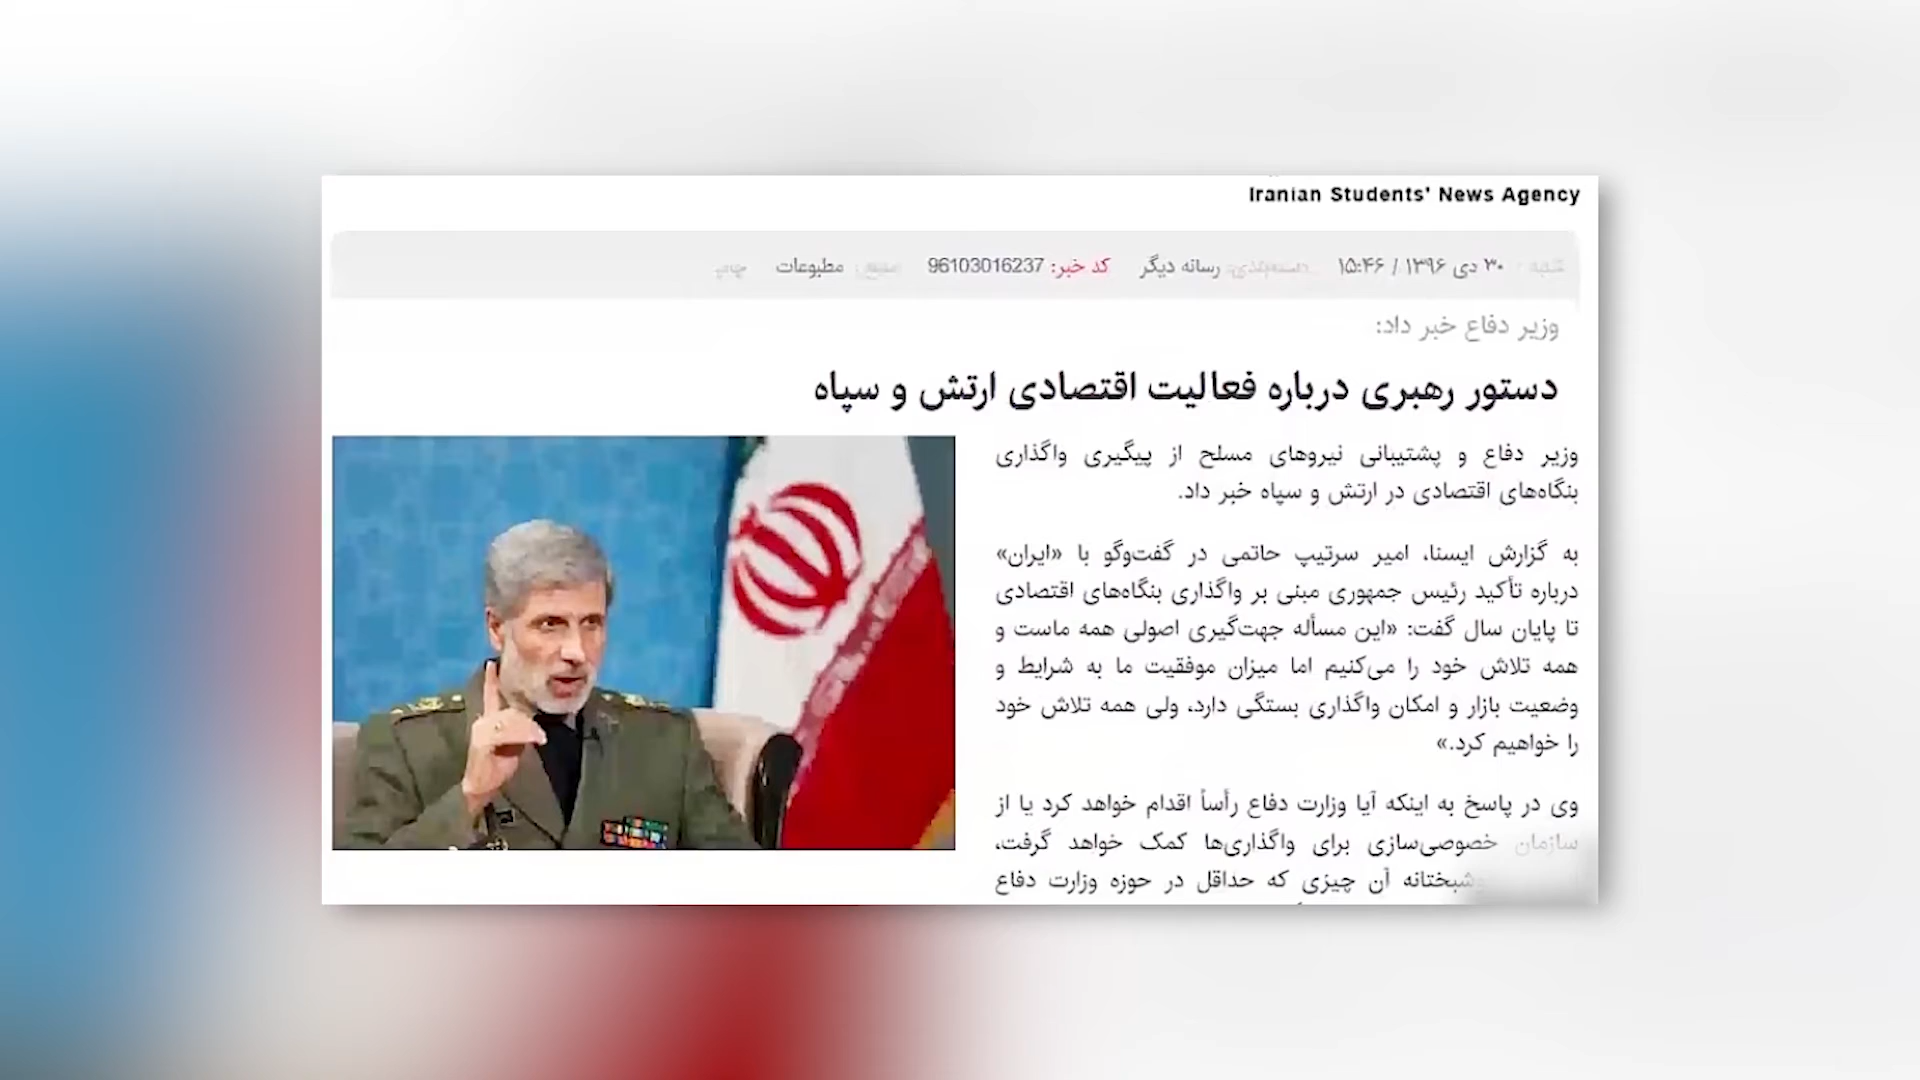 Iranian Students' News Agency
شنبه ۳۰ دی ۱۳۹۶ / ۱۵:۴۶ دسته‌بندی: رسانه دیگر کد خبر: 96103016237 منبع: مطبوعات چاپ
وزیر دفاع خبر داد:
دستور رهبری درباره فعالیت اقتصادی ارتش و سپاه
وزیر دفاع و پشتیبانی نیروهای مسلح از پیگیری واگذاری
بنگاه‌های اقتصادی در ارتش و سپاه خبر داد.
به گزارش ایسنا، امیر سرتیپ حاتمی در گفت‌وگو با «ایران»
درباره تأکید رئیس جمهوری مبنی بر واگذاری بنگاه‌های اقتصادی
تا پایان سال گفت: «این مسأله جهت‌گیری اصولی همه ماست و
همه تلاش خود را می‌کنیم اما میزان موفقیت ما به شرایط و
وضعیت بازار و امکان واگذاری بستگی دارد، ولی همه تلاش خود
را خواهیم کرد.»
وی در پاسخ به اینکه آیا وزارت دفاع رأساً اقدام خواهد کرد یا از
سازمان خصوصی‌سازی برای واگذاری‌ها کمک خواهد گرفت،
آن چیزی که حداقل در حوزه وزارت دفاع